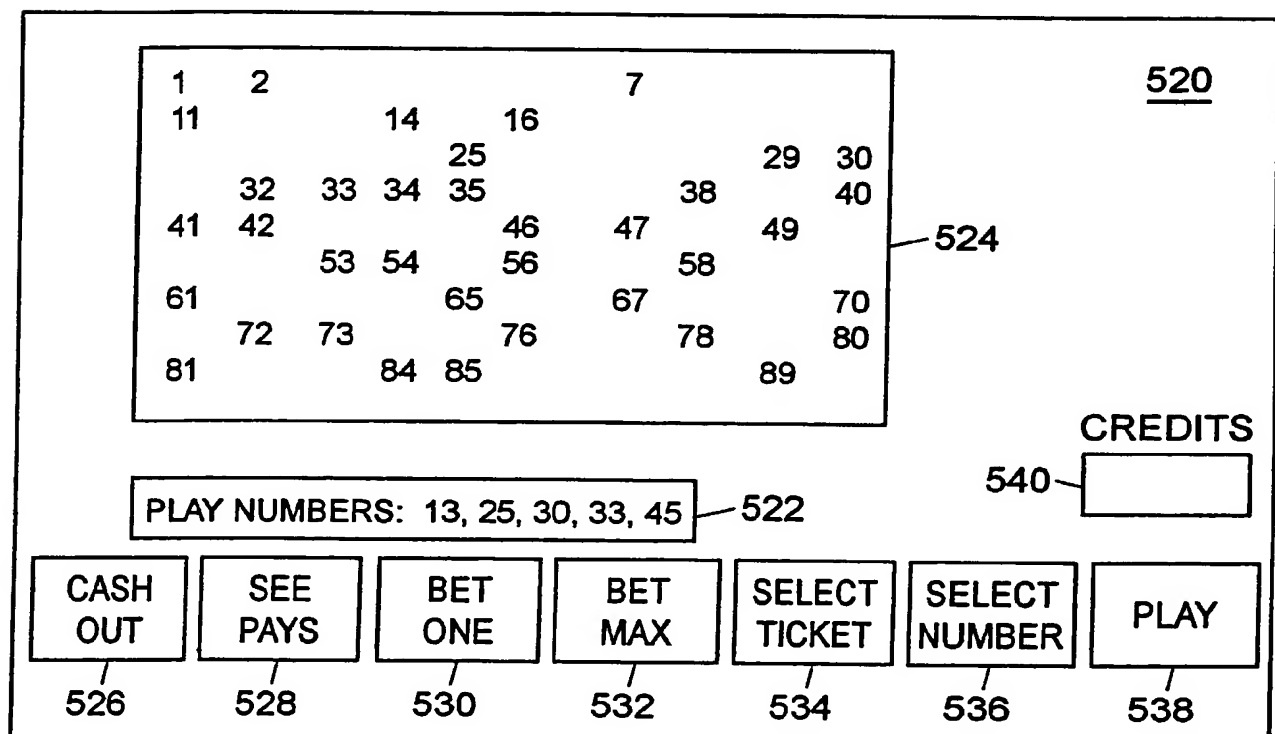 1 2 7 520
11 14 16
25 29 30
32 33 34 35 38 40
41 42 46 47 49
524
53 54 56 58
61 65 67 70
72 73 76 78 80
81 84 85 89
CREDITS
540
PLAY NUMBERS: 13, 25, 30, 33, 45 522
CASH OUT
SEE PAYS
BET ONE
BET MAX
SELECT TICKET
SELECT NUMBER
PLAY
526 528 530 532 534 536 538